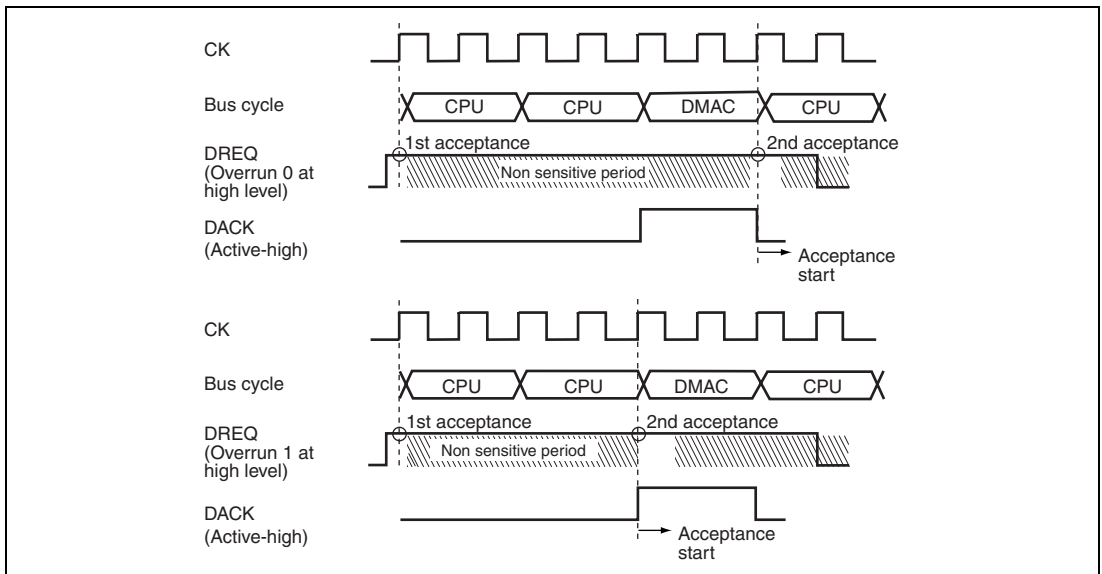 CK
Bus cycle
CPU CPU DMAC CPU
1st acceptance 2nd acceptance
DREQ
(Overrun 0 at
high level)
Non sensitive period
DACK
(Active-high)
Acceptance
start
CK
Bus cycle
CPU CPU DMAC CPU
1st acceptance 2nd acceptance
DREQ
(Overrun 1 at
high level)
Non sensitive period
DACK
(Active-high)
Acceptance
start